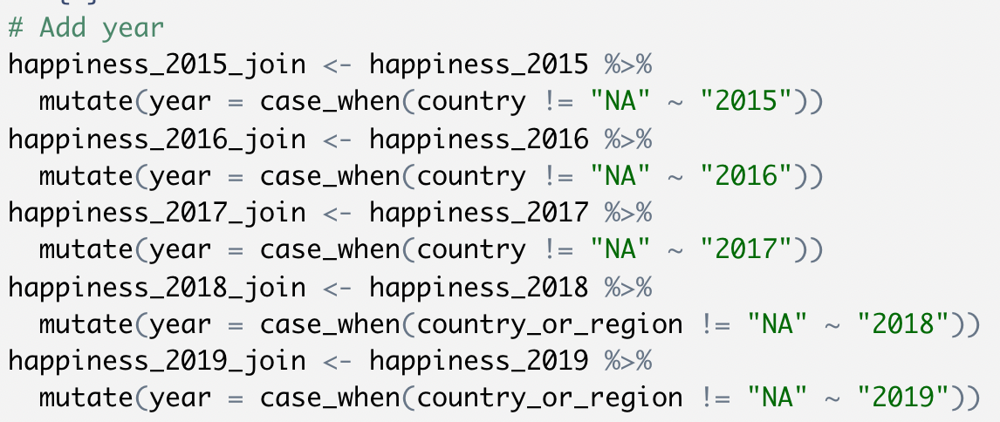 # Add year
happiness_2015_join <- happiness_2015 %>%
  mutate(year = case_when(country != "NA" ~ "2015"))
happiness_2016_join <- happiness_2016 %>%
  mutate(year = case_when(country != "NA" ~ "2016"))
happiness_2017_join <- happiness_2017 %>%
  mutate(year = case_when(country != "NA" ~ "2017"))
happiness_2018_join <- happiness_2018 %>%
  mutate(year = case_when(country_or_region != "NA" ~ "2018"))
happiness_2019_join <- happiness_2019 %>%
  mutate(year = case_when(country_or_region != "NA" ~ "2019"))